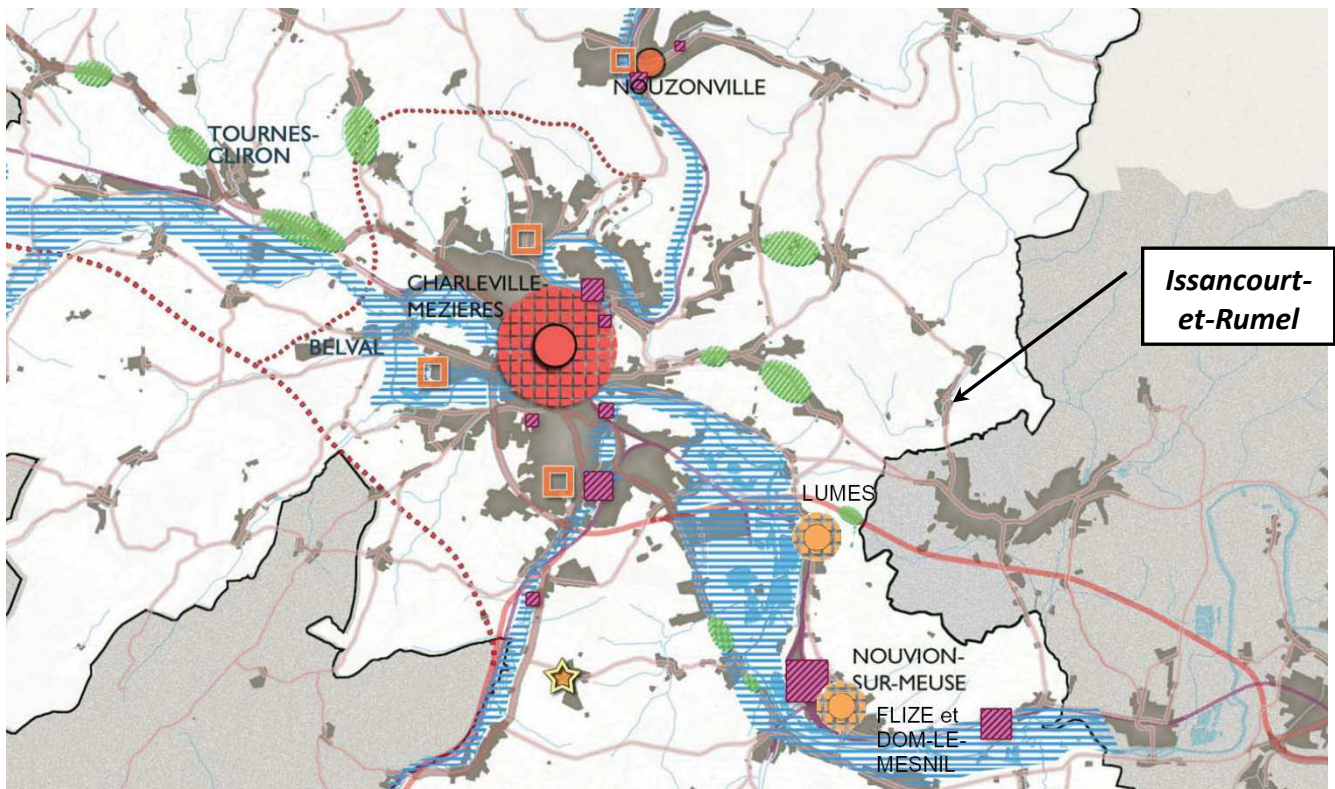 NOUZONVILLE
TOURNES-
CLIRON
CHARLEVILLE-
MEZIERES
BELVAL
Issancourt-
et-Rumel
LUMES
NOUVION-
SUR-MEUSE
FLIZE et
DOM-LE-
MESNIL